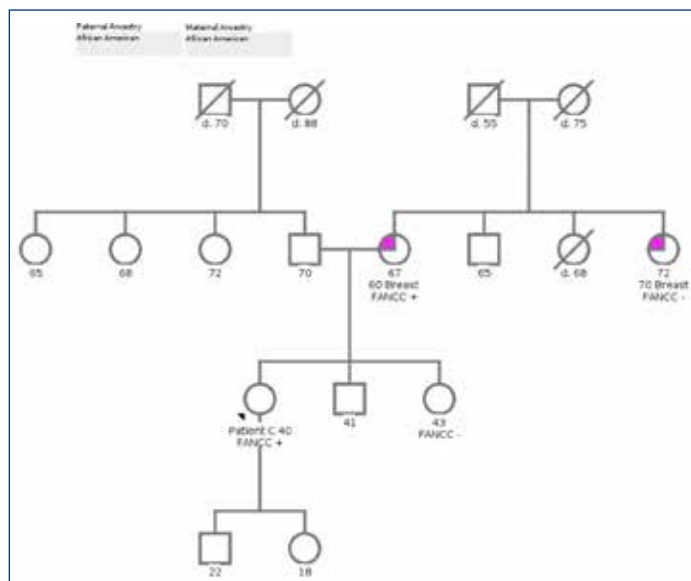 Paternal Ancestry
Maternal Ancestry
African American
African American
d. 70
d. 88
d. 55
d. 75
65
68
72
70
67
60 Breast
FANCC +
65
d. 68
72
70 Breast
FANCC -
Patient C 40
FANCC +
41
43
FANCC -
22
18